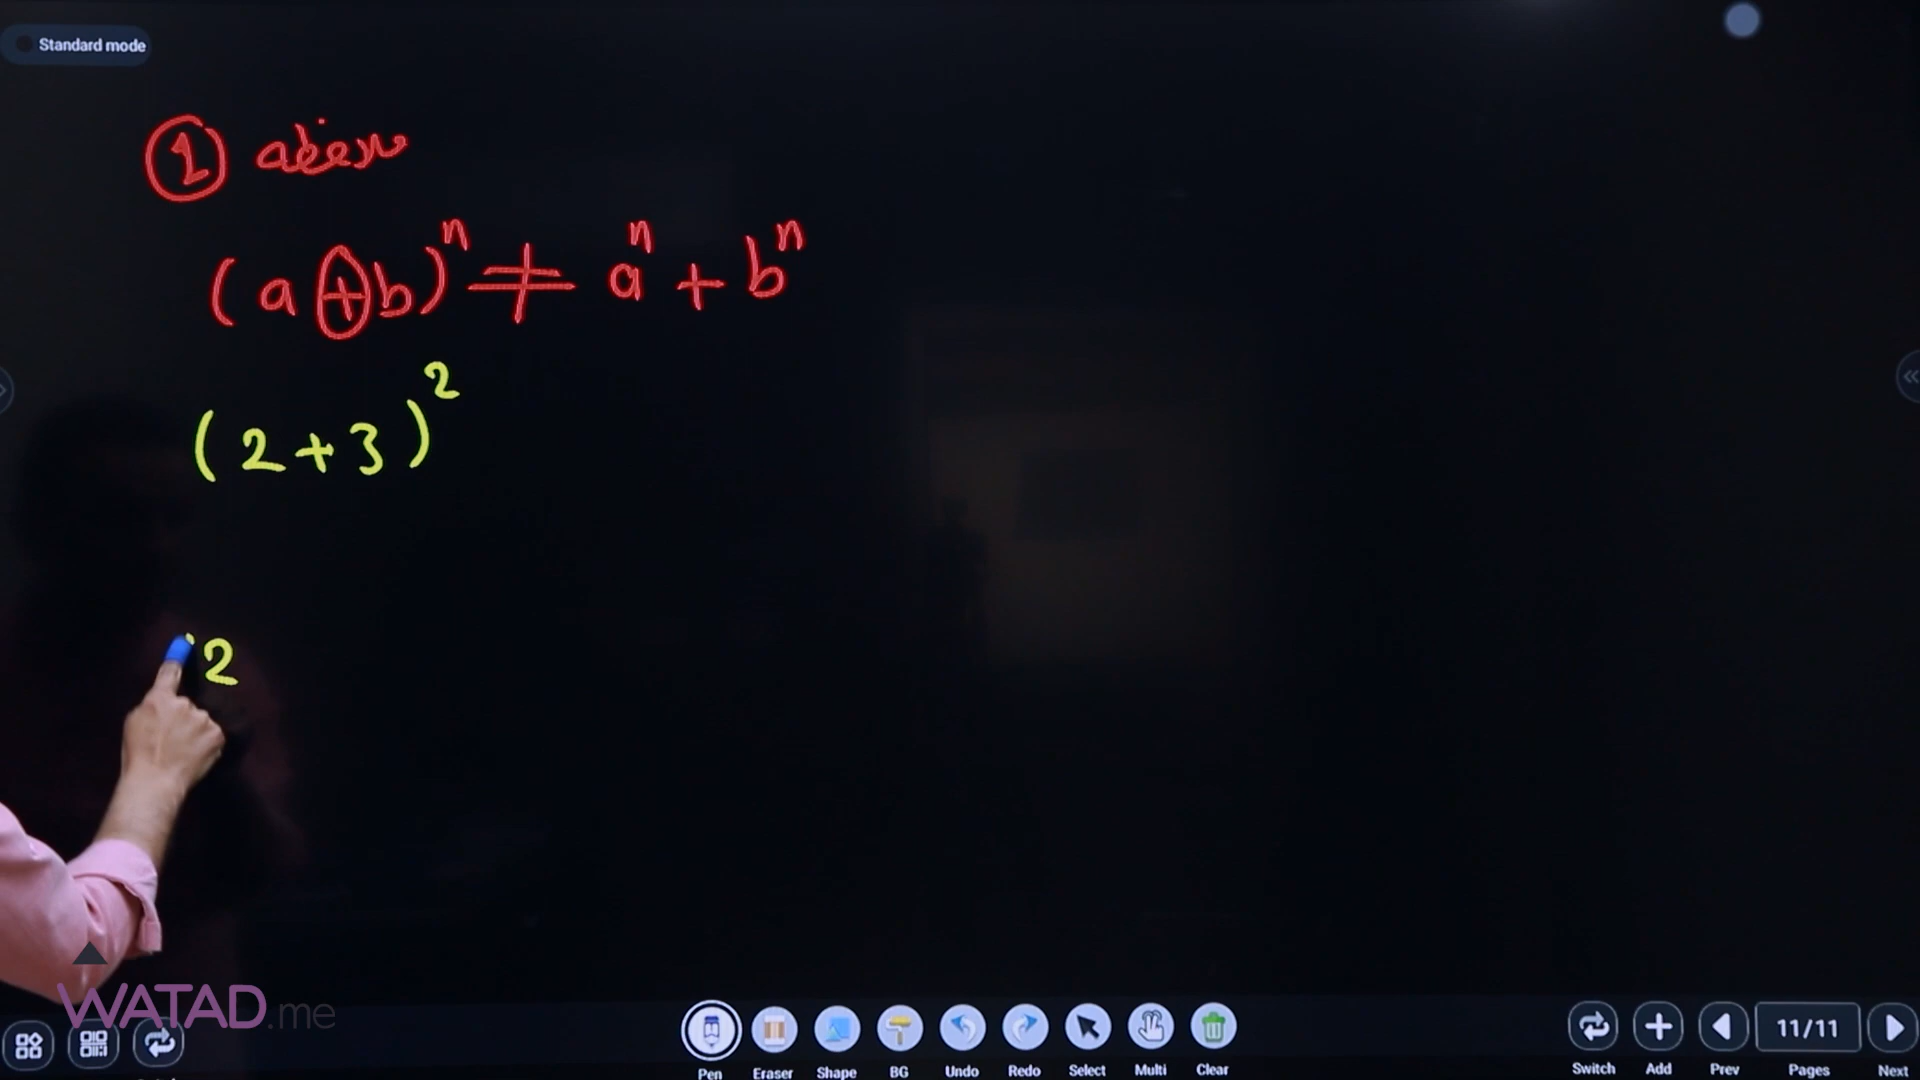 Standard mode
①
(a + b)ⁿ ≠ aⁿ + bⁿ
(2+3)²
2
WATAD.me
Pen Eraser Shape BG Undo Redo Select Multi Clear
11/11
Switch Add Prev Pages Next